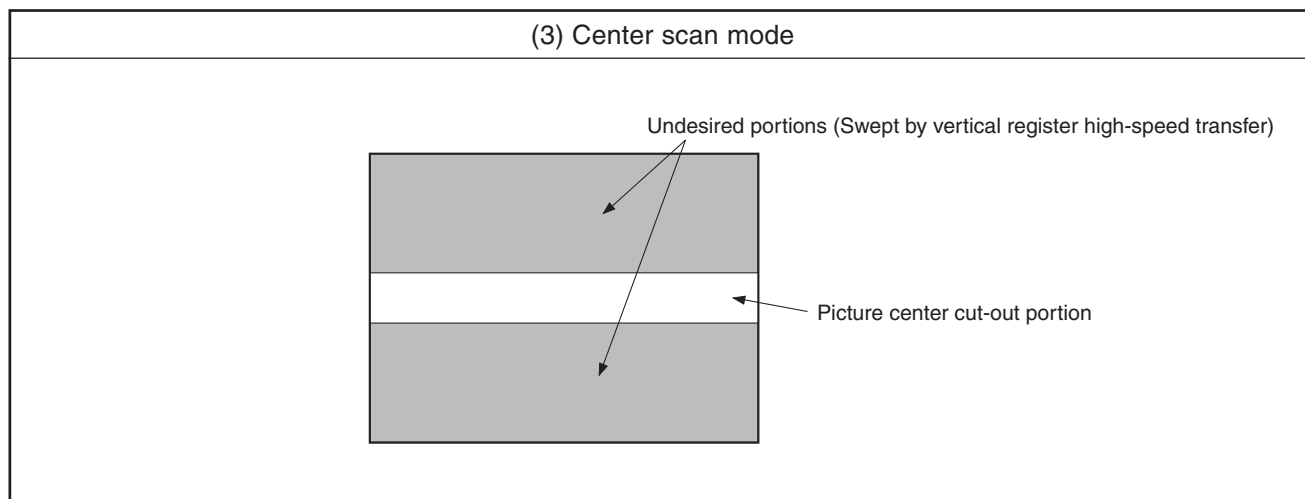 (3) Center scan mode
Undesired portions (Swept by vertical register high-speed transfer)
Picture center cut-out portion